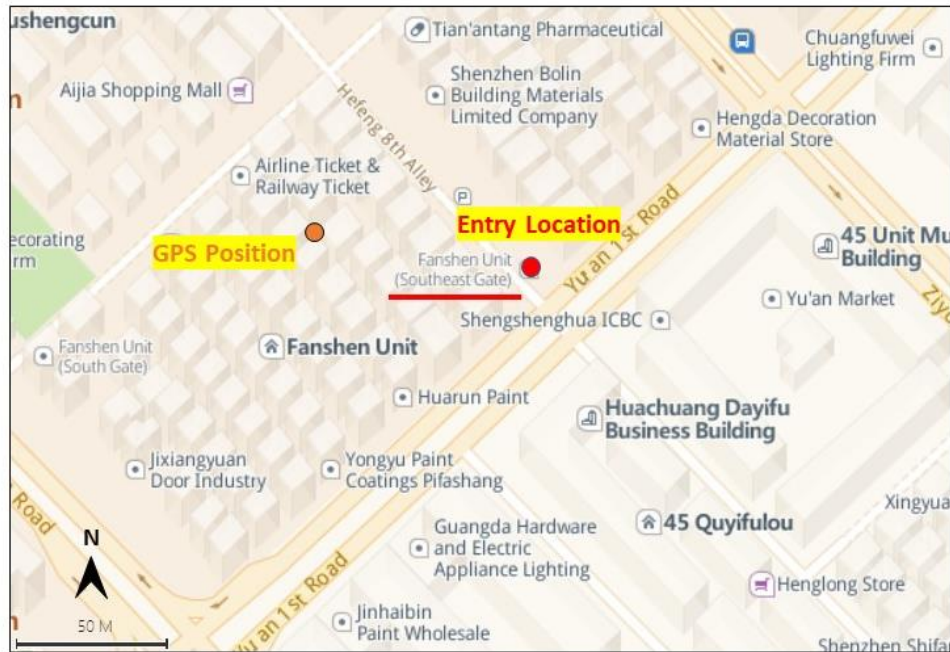 ushengcun
Tian'antang Pharmaceutical
Chuangfuwei
Lighting Firm
Aijia Shopping Mall
Shenzhen Bolin
Building Materials
Limited Company
Hefeng 8th Alley
Hengda Decoration
Material Store
Airline Ticket &
Railway Ticket
P
Entry Location
Yu'an 1st Road
GPS Position
ecorating
rm
Fanshen Unit
(Southeast Gate)
45 Unit Mu
Building
Ziyo
Yu'an Market
Shengshenghua ICBC
Fanshen Unit
(South Gate)
Fanshen Unit
Huarun Paint
Huachuang Dayifu
Business Building
Jixiangyuan
Door Industry
Yongyu Paint
Coatings Pifashang
Road
Xingyua
45 Quyifulou
Guangda Hardware
and Electric
Appliance Lighting
N
Henglong Store
50 M
Jinhaibin
Paint Wholesale
Yu'an 1st Road
Shenzhen Shifa
n
n